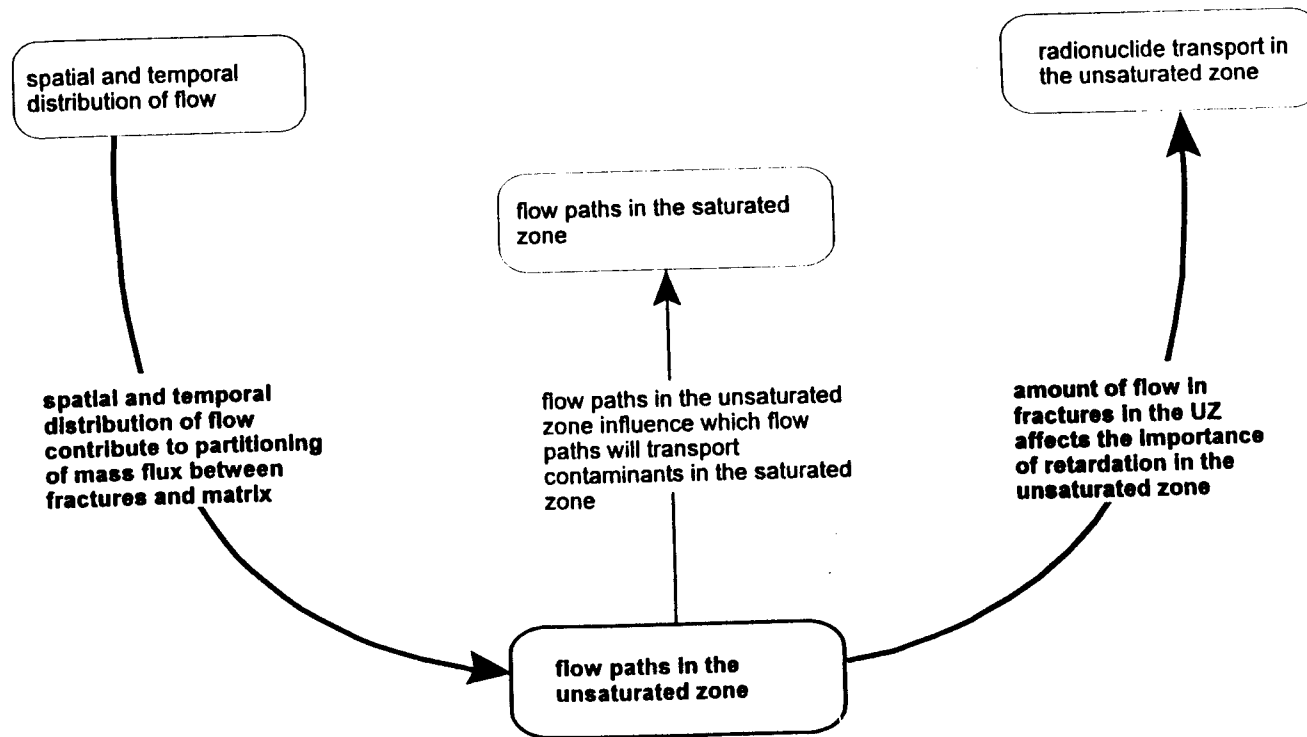 spatial and temporal
distribution of flow
radionuclide transport in
the unsaturated zone
flow paths in the saturated
zone
spatial and temporal
distribution of flow
contribute to partitioning
of mass flux between
fractures and matrix
flow paths in the unsaturated
zone influence which flow
paths will transport
contaminants in the saturated
zone
amount of flow in
fractures in the UZ
affects the importance
of retardation in the
unsaturated zone
flow paths in the
unsaturated zone